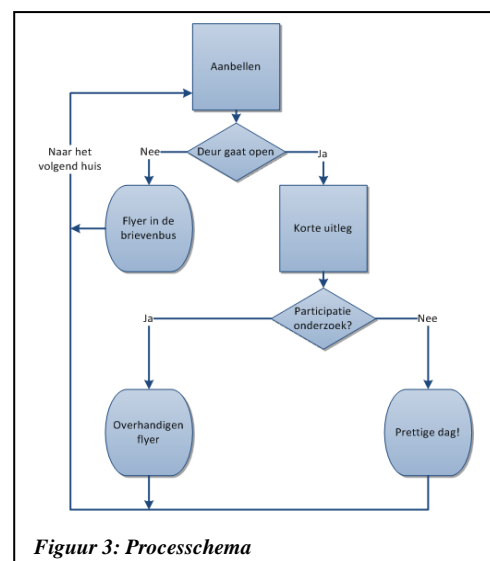 Aanbellen
Naar het
volgend huis
Nee
Deur gaat open
Ja
Flyer in de
brievenbus
Korte uitleg
Participatie
onderzoek?
Ja
Nee
Overhandigen
flyer
Prettige dag!
Figuur 3: Processchema